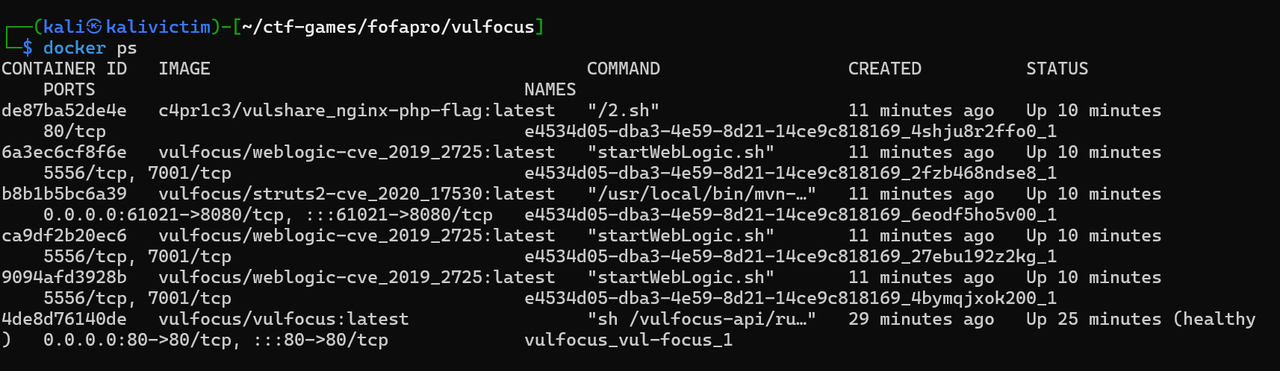 ┌──(kali㉿kalivictim)-[~/ctf-games/fofapro/vulfocus]
└─$ docker ps
CONTAINER ID   IMAGE                                   COMMAND                  CREATED          STATUS
    PORTS                                         NAMES
de87ba52de4e   c4pr1c3/vulshare_nginx-php-flag:latest   "/2.sh"                  11 minutes ago   Up 10 minutes
    80/tcp                                        e4534d05-dba3-4e59-8d21-14ce9c818169_4shju8r2ffo0_1
6a3ec6cf8f6e   vulfocus/weblogic-cve_2019_2725:latest   "startWebLogic.sh"       11 minutes ago   Up 10 minutes
    5556/tcp, 7001/tcp                            e4534d05-dba3-4e59-8d21-14ce9c818169_2fzb468ndse8_1
b8b1b5bc6a39   vulfocus/struts2-cve_2020_17530:latest   "/usr/local/bin/mvn-…"   11 minutes ago   Up 10 minutes
    0.0.0.0:61021->8080/tcp, :::61021->8080/tcp   e4534d05-dba3-4e59-8d21-14ce9c818169_6eodf5ho5v00_1
ca9df2b20ec6   vulfocus/weblogic-cve_2019_2725:latest   "startWebLogic.sh"       11 minutes ago   Up 10 minutes
    5556/tcp, 7001/tcp                            e4534d05-dba3-4e59-8d21-14ce9c818169_27ebu192z2kg_1
9094afd3928b   vulfocus/weblogic-cve_2019_2725:latest   "startWebLogic.sh"       11 minutes ago   Up 10 minutes
    5556/tcp, 7001/tcp                            e4534d05-dba3-4e59-8d21-14ce9c818169_4bymqjxok200_1
4de8d76140de   vulfocus/vulfocus:latest                 "sh /vulfocus-api/ru…"   29 minutes ago   Up 25 minutes (healthy
)   0.0.0.0:80->80/tcp, :::80->80/tcp             vulfocus_vul-focus_1